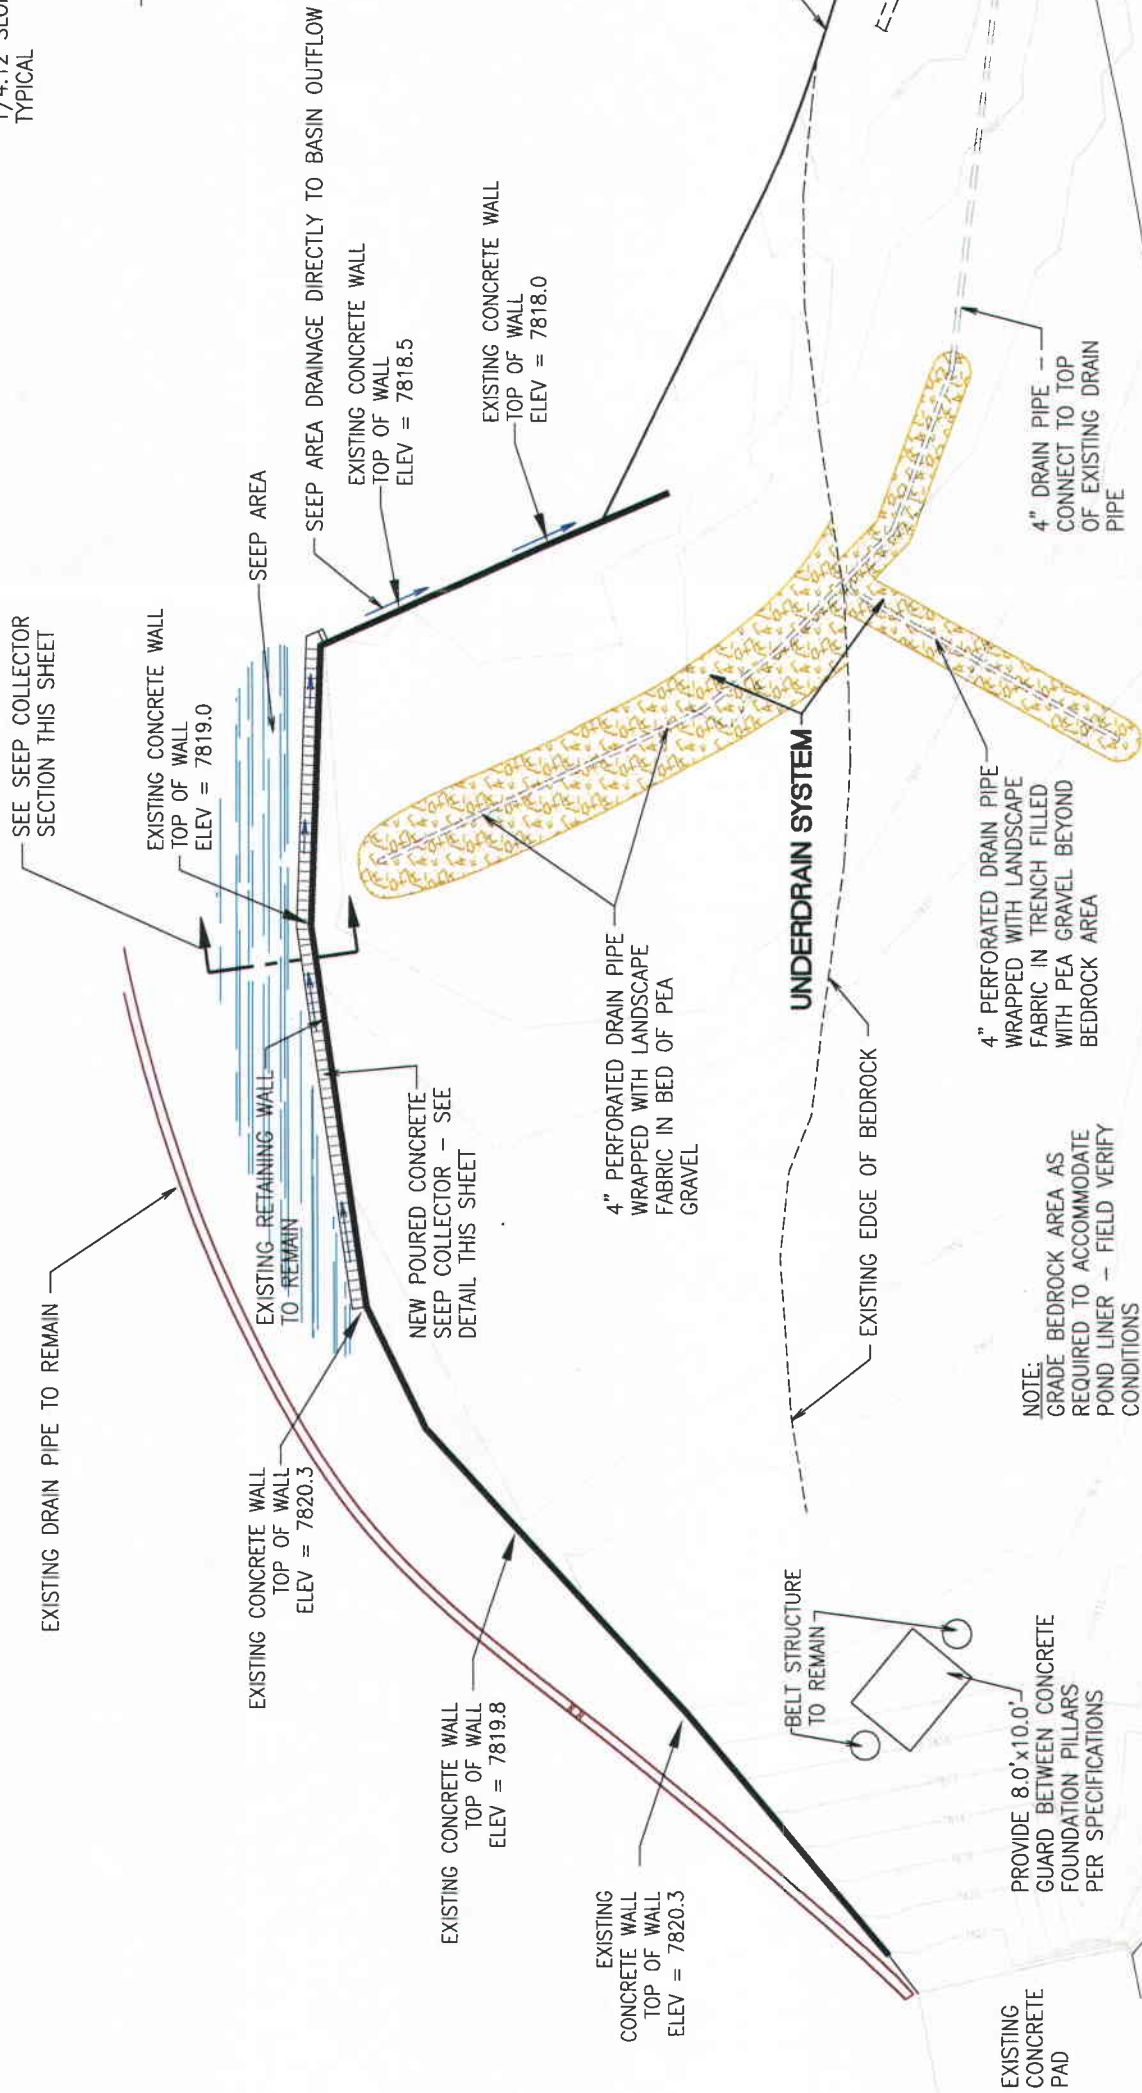 TYPICAL
SEE SEEP COLLECTOR
SECTION THIS SHEET
SEEP AREA
SEEP AREA DRAINAGE DIRECTLY TO BASIN OUTFLOW
EXISTING CONCRETE WALL
TOP OF WALL
ELEV = 7819.0
EXISTING CONCRETE WALL
TOP OF WALL
ELEV = 7818.5
EXISTING CONCRETE WALL
TOP OF WALL
ELEV = 7818.0
EXISTING DRAIN PIPE TO REMAIN
EXISTING RETAINING WALL
TO REMAIN
EXISTING CONCRETE WALL
TOP OF WALL
ELEV = 7820.3
NEW POURED CONCRETE
SEEP COLLECTOR - SEE
DETAIL THIS SHEET
EXISTING CONCRETE WALL
TOP OF WALL
ELEV = 7819.8
EXISTING
CONCRETE WALL
TOP OF WALL
ELEV = 7820.3
4" PERFORATED DRAIN PIPE
WRAPPED WITH LANDSCAPE
FABRIC IN BED OF PEA
GRAVEL
UNDERDRAIN SYSTEM
EXISTING EDGE OF BEDROCK
BELT STRUCTURE
TO REMAIN
4" PERFORATED DRAIN PIPE
WRAPPED WITH LANDSCAPE
FABRIC IN TRENCH FILLED
WITH PEA GRAVEL BEYOND
BEDROCK AREA
4" DRAIN PIPE --
CONNECT TO TOP
OF EXISTING DRAIN
PIPE
NOTE:
GRADE BEDROCK AREA AS
REQUIRED TO ACCOMMODATE
POND LINER - FIELD VERIFY
CONDITIONS
PROVIDE 8.0'x10.0'
GUARD BETWEEN CONCRETE
FOUNDATION PILLARS
PER SPECIFICATIONS
EXISTING
CONCRETE
PAD